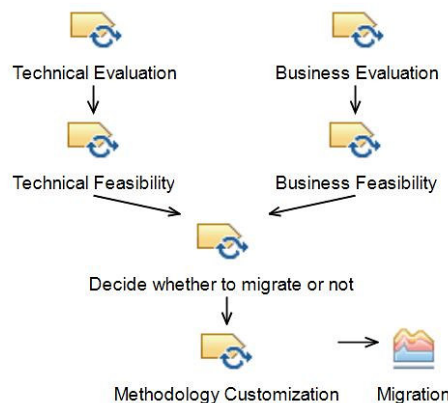 Technical Evaluation
Business Evaluation
Technical Feasibility
Business Feasibility
Decide whether to migrate or not
Methodology Customization
Migration